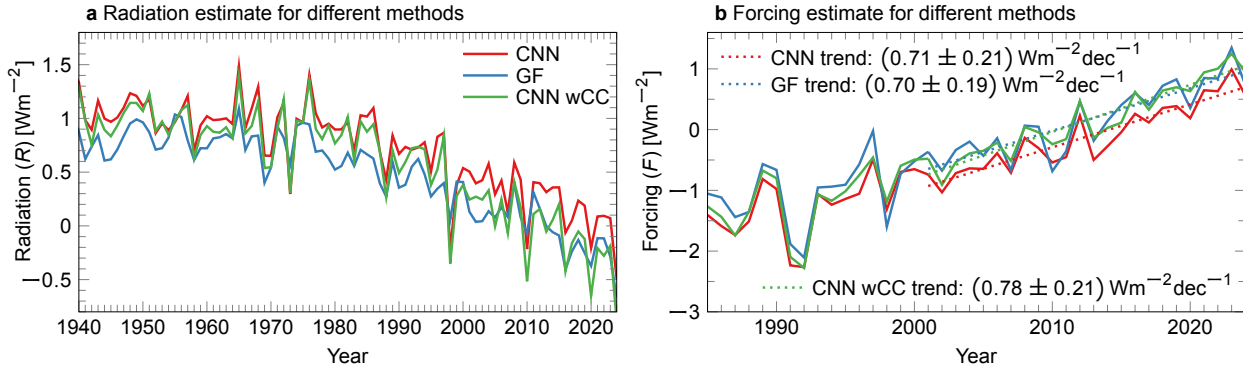 a Radiation estimate for different methods
Radiation (R) [Wm⁻²]
1.5
1
0.5
0
−0.5
CNN
GF
CNN wCC
1940 1950 1960 1970 1980 1990 2000 2010 2020
Year
b Forcing estimate for different methods
Forcing (F) [Wm⁻²]
1
0
−1
−2
−3
CNN trend: (0.71 ± 0.21) Wm⁻²dec⁻¹
GF trend: (0.70 ± 0.19) Wm⁻²dec⁻¹
CNN wCC trend: (0.78 ± 0.21) Wm⁻²dec⁻¹
1990 2000 2010 2020
Year